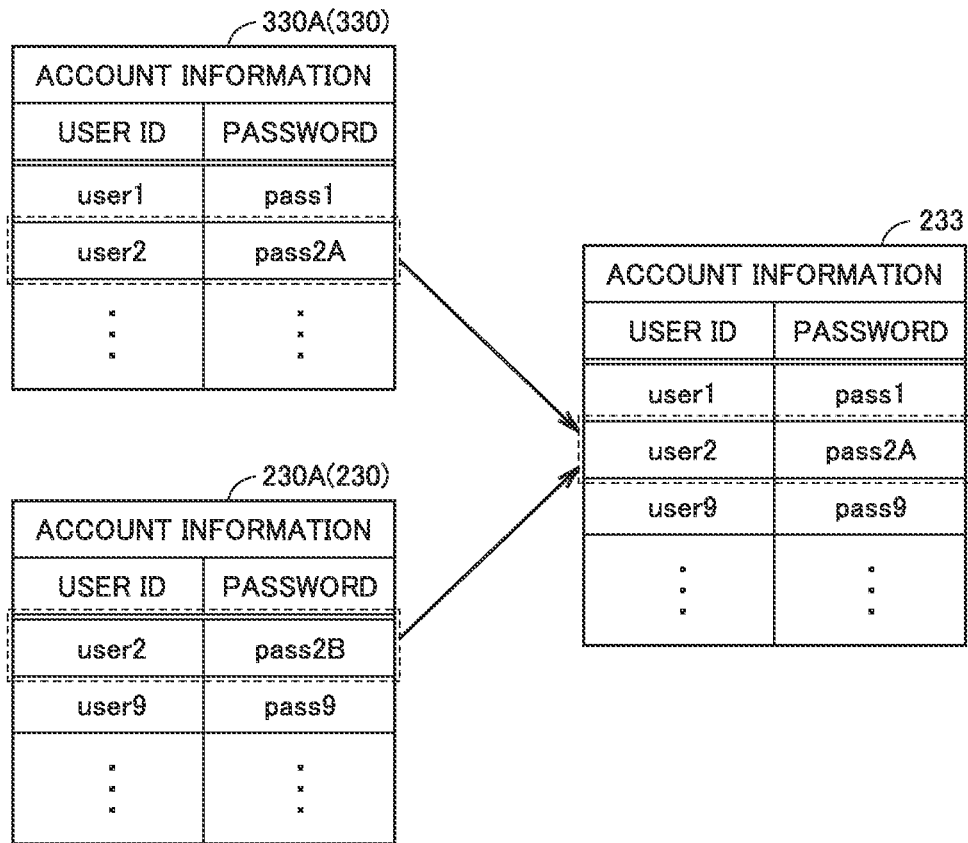 330A(330)
ACCOUNT INFORMATION
USER ID PASSWORD
user1 pass1
user2 pass2A
230A(230)
ACCOUNT INFORMATION
USER ID PASSWORD
user2 pass2B
user9 pass9
233
ACCOUNT INFORMATION
USER ID PASSWORD
user1 pass1
user2 pass2A
user9 pass9